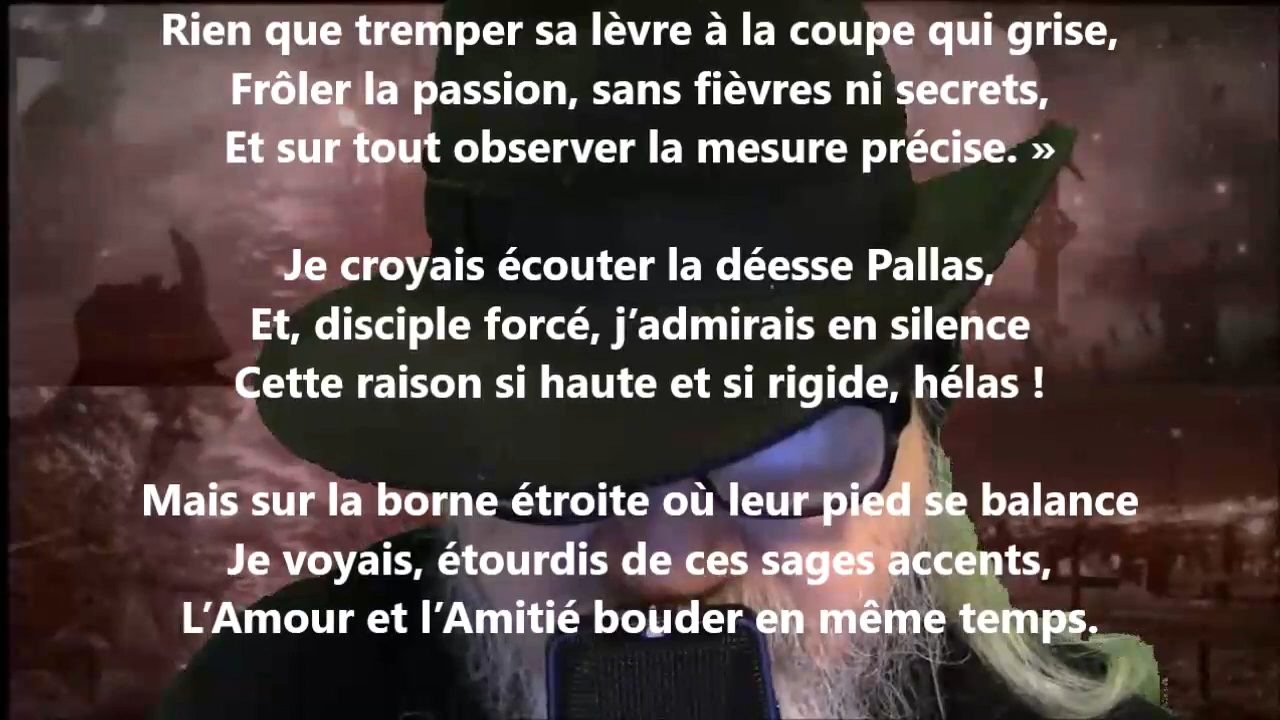 Rien que tremper sa lèvre à la coupe qui grise,
Frôler la passion, sans fièvres ni secrets,
Et sur tout observer la mesure précise. »
Je croyais écouter la déesse Pallas,
Et, disciple forcé, j’admirais en silence
Cette raison si haute et si rigide, hélas !
Mais sur la borne étroite où leur pied se balance
Je voyais, étourdis de ces sages accents,
L’Amour et l’Amitié bouder en même temps.